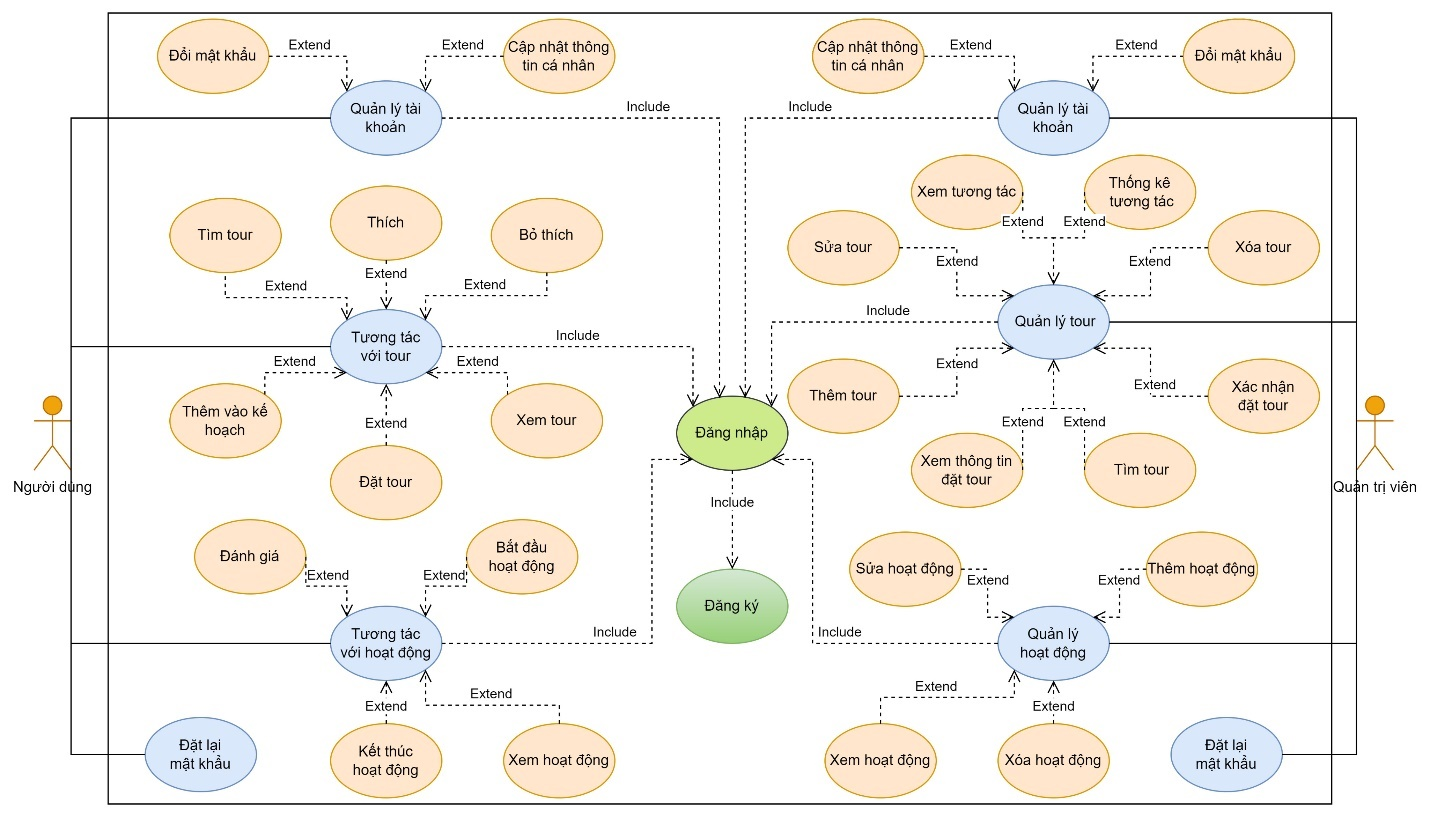 Đổi mật khẩu
Extend
Extend
Cập nhật thông
tin cá nhân
Quản lý tài
khoản
Include
Cập nhật thông
tin cá nhân
Extend
Extend
Đổi mật khẩu
Include
Quản lý tài
khoản
Tìm tour
Thích
Bỏ thích
Extend
Extend
Extend
Tương tác
với tour
Include
Extend
Extend
Thêm vào kế
hoạch
Extend
Xem tour
Đặt tour
Xem tương tác
Thống kê
tương tác
Extend
Extend
Sửa tour
Extend
Extend
Xóa tour
Include
Quản lý tour
Thêm tour
Extend
Extend
Xác nhận
đặt tour
Extend
Extend
Xem thông tin
đặt tour
Tìm tour
Đăng nhập
Include
Đăng ký
Người dùng
Quản trị viên
Đánh giá
Extend
Extend
Bắt đầu
hoạt động
Tương tác
với hoạt động
Include
Extend
Extend
Kết thúc
hoạt động
Xem hoạt động
Đặt lại
mật khẩu
Sửa hoạt động
Extend
Extend
Thêm hoạt động
Include
Quản lý
hoạt động
Extend
Extend
Xem hoạt động
Xóa hoạt động
Đặt lại
mật khẩu